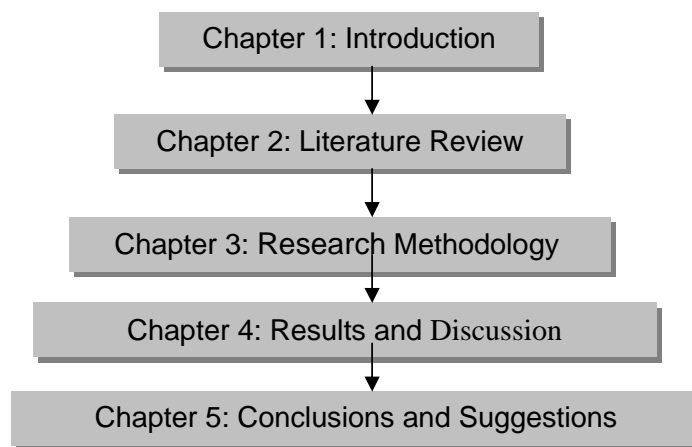 Chapter 1: Introduction
Chapter 2: Literature Review
Chapter 3: Research Methodology
Chapter 4: Results and Discussion
Chapter 5: Conclusions and Suggestions